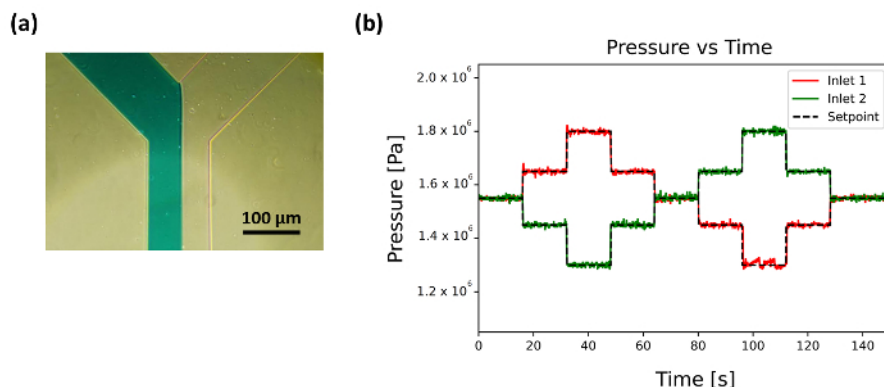 (a)
100 μm
(b)
Pressure vs Time
Pressure [Pa]
2.0 x 10⁶
1.8 x 10⁶
1.6 x 10⁶
1.4 x 10⁶
1.2 x 10⁶
Inlet 1
Inlet 2
Setpoint
0 20 40 60 80 100 120 140
Time [s]